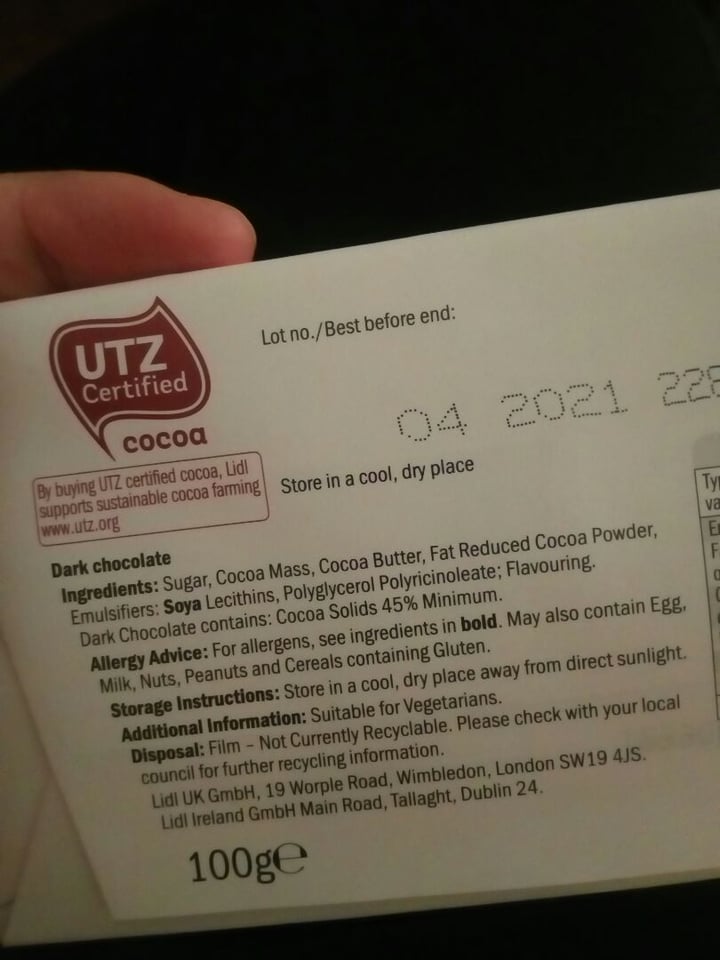 UTZ
Certified
cocoa
By buying UTZ certified cocoa, Lidl
supports sustainable cocoa farming
www.utz.org
Lot no./Best before end:
04 2021 228
Store in a cool, dry place
Dark chocolate
Ingredients: Sugar, Cocoa Mass, Cocoa Butter, Fat Reduced Cocoa Powder,
Emulsifiers: Soya Lecithins, Polyglycerol Polyricinoleate; Flavouring.
Dark Chocolate contains: Cocoa Solids 45% Minimum.
Allergy Advice: For allergens, see ingredients in bold. May also contain Egg,
Milk, Nuts, Peanuts and Cereals containing Gluten.
Storage Instructions: Store in a cool, dry place away from direct sunlight.
Additional Information: Suitable for Vegetarians.
Disposal: Film – Not Currently Recyclable. Please check with your local
council for further recycling information.
Lidl UK GmbH, 19 Worple Road, Wimbledon, London SW19 4JS.
Lidl Ireland GmbH Main Road, Tallaght, Dublin 24.
100g℮